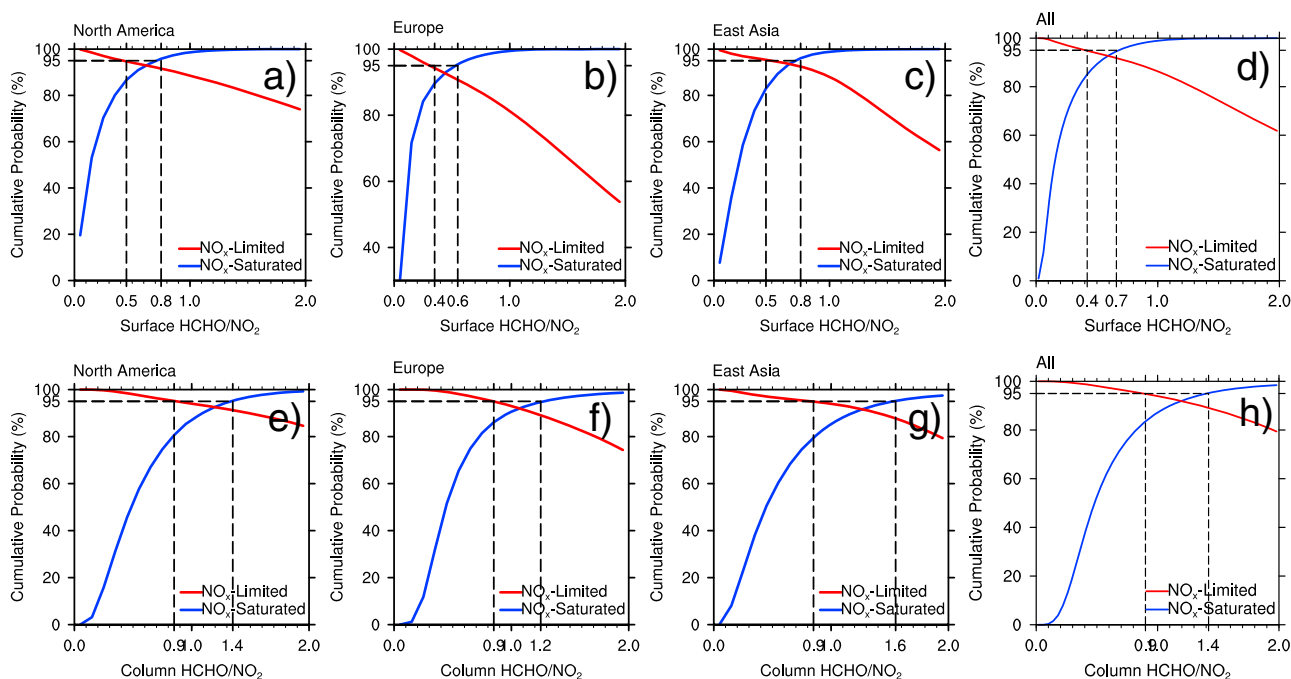 North America
a)
Cumulative Probability (%)
100
95
80
60
40
20
0
NOx-Limited
NOx-Saturated
0.0 0.5 0.8 1.0 2.0
Surface HCHO/NO2
Europe
b)
Cumulative Probability (%)
100
95
80
60
40
NOx-Limited
NOx-Saturated
0.0 0.4 0.6 1.0 2.0
Surface HCHO/NO2
East Asia
c)
Cumulative Probability (%)
100
95
80
60
40
20
0
NOx-Limited
NOx-Saturated
0.0 0.5 0.8 1.0 2.0
Surface HCHO/NO2
All
d)
Cumulative Probability (%)
100
95
80
60
40
20
0
NOx-Limited
NOx-Saturated
0.0 0.4 0.7 1.0 2.0
Surface HCHO/NO2
North America
e)
Cumulative Probability (%)
100
95
80
60
40
20
0
NOx-Limited
NOx-Saturated
0.0 0.9 1.0 1.4 2.0
Column HCHO/NO2
Europe
f)
Cumulative Probability (%)
100
95
80
60
40
20
0
NOx-Limited
NOx-Saturated
0.0 0.9 1.0 1.2 2.0
Column HCHO/NO2
East Asia
g)
Cumulative Probability (%)
100
95
80
60
40
20
0
NOx-Limited
NOx-Saturated
0.0 0.9 1.0 1.6 2.0
Column HCHO/NO2
All
h)
Cumulative Probability (%)
100
95
80
60
40
20
0
NOx-Limited
NOx-Saturated
0.0 0.9 1.0 1.4 2.0
Column HCHO/NO2